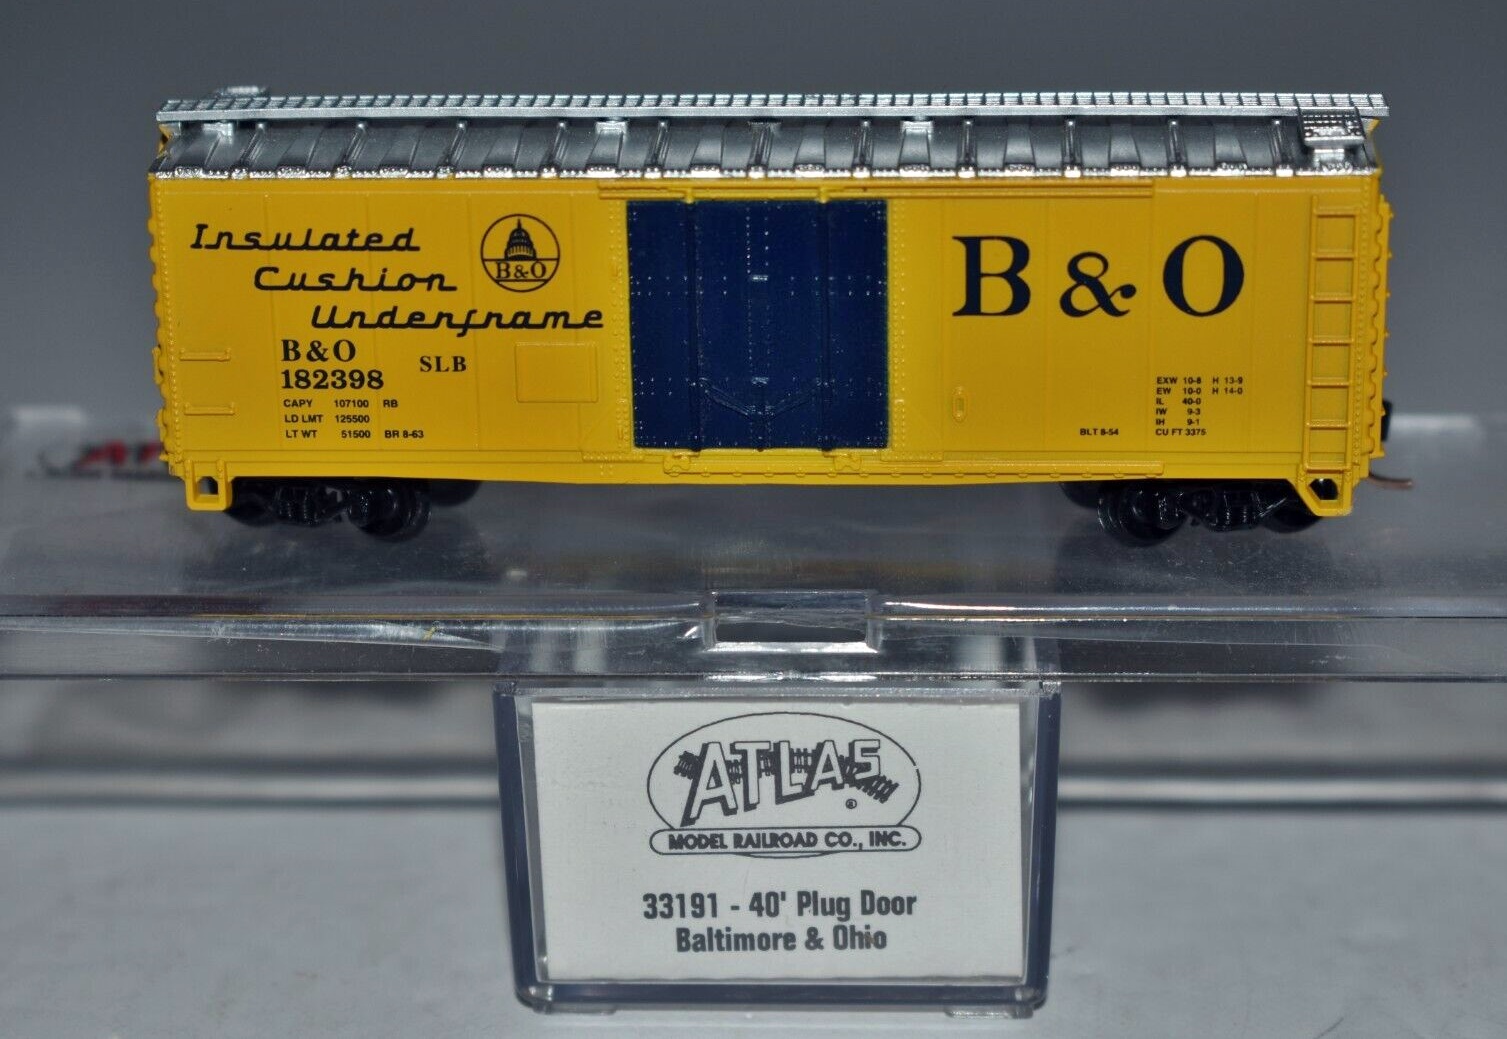 Insulated
Cushion
Underframe
B&O
B&O
182398
SLB
CAPY 107100 RB
LD LMT 125500
LT WT 51500 BR 8-63
B & O
EXW 10-8 H 13-9
EW 10-0 H 14-0
IL 40-0
IW 9-3
IH 9-1
BLT 8-54 CU FT 3375
ATLAS ®
MODEL RAILROAD CO., INC.
33191 - 40' Plug Door
Baltimore & Ohio